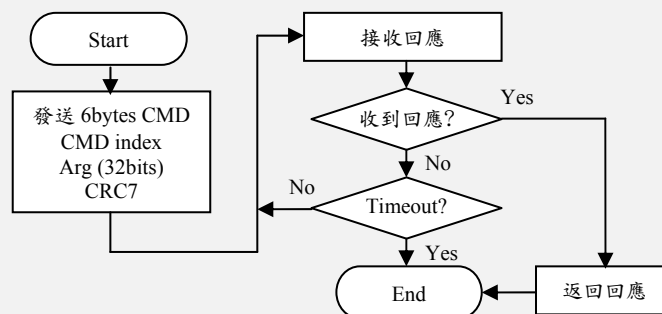 Start
發送 6bytes CMD
CMD index
Arg (32bits)
CRC7
接收回應
收到回應?
Yes
No
Timeout?
No
Yes
End
返回回應